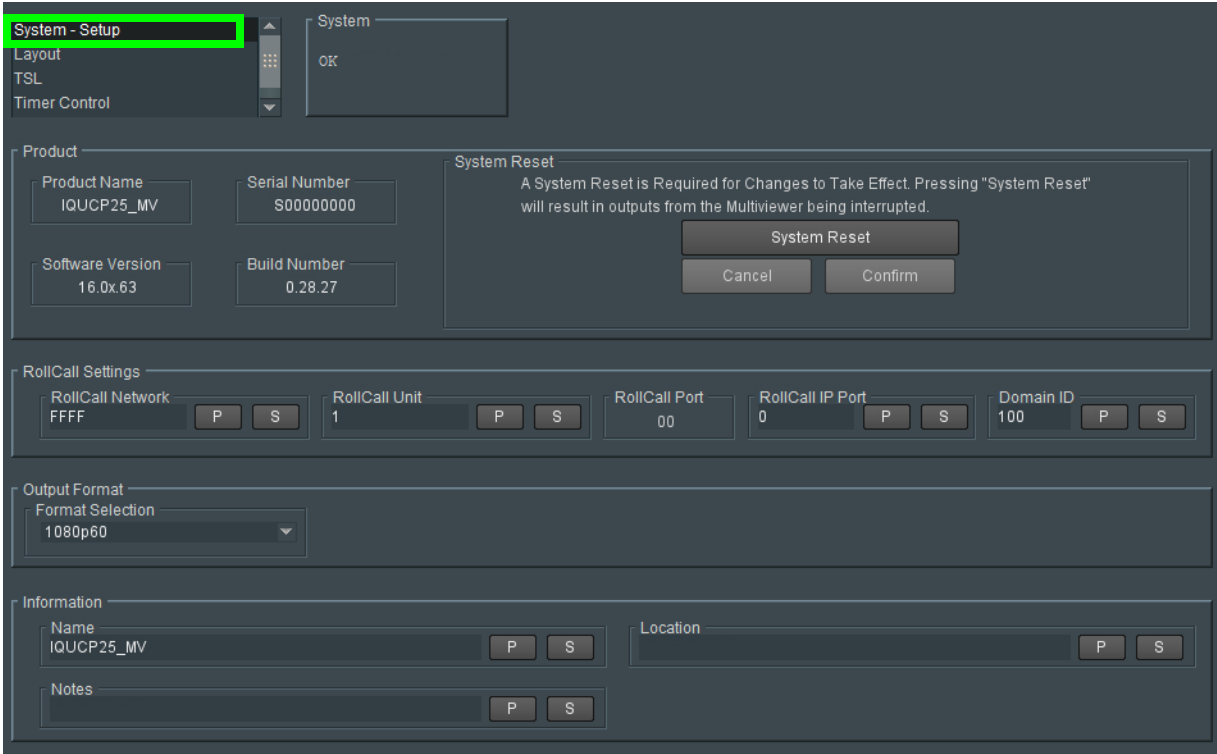 System - Setup
Layout
TSL
Timer Control
System
OK
Product
Product Name
IQUCP25_MV
Serial Number
S00000000
Software Version
16.0x.63
Build Number
0.28.27
System Reset
A System Reset is Required for Changes to Take Effect. Pressing "System Reset"
will result in outputs from the Multiviewer being interrupted.
System Reset
Cancel Confirm
RollCall Settings
RollCall Network
FFFF P S
RollCall Unit
1 P S
RollCall Port
00
RollCall IP Port
0 P S
Domain ID
100 P S
Output Format
Format Selection
1080p60
Information
Name
IQUCP25_MV P S
Location
P S
Notes
P S